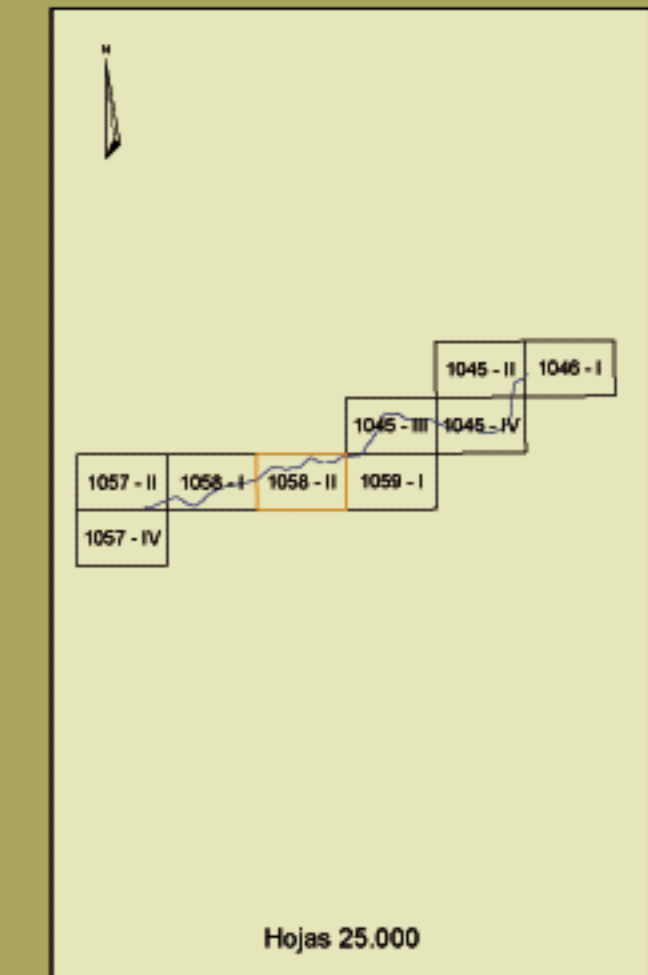 N
1045 - II 1046 - I
1045 - III 1045 - IV
1057 - II 1058 - I 1058 - II 1059 - I
1057 - IV
Hojas 25.000